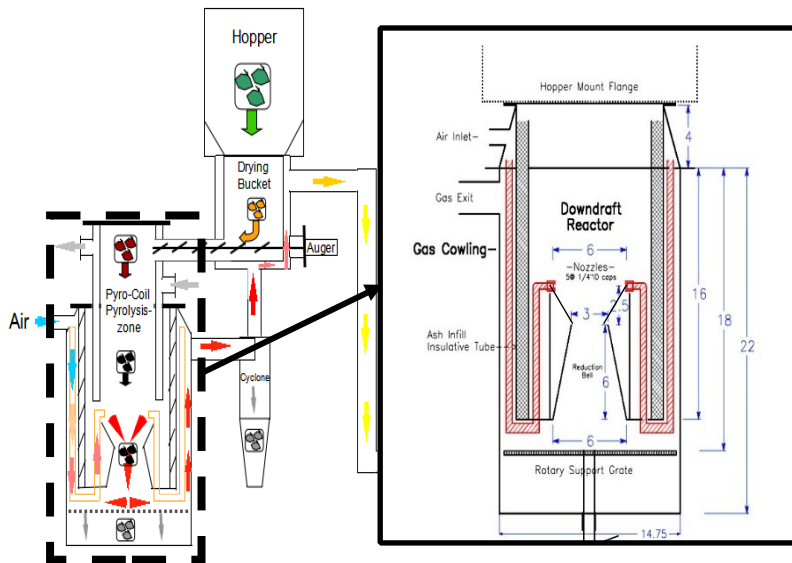 Hopper
Drying
Bucket
Auger
Pyro-Coil
Pyrolysis-
zone
Air
Cyclone
Hopper Mount Flange
Air Inlet
4
Gas Exit
Downdraft
Reactor
Gas Cowling
6
Nozzles
5@ 1/4"ID caps
2.5
3
16
18
22
Ash Infill
Insulative Tube
Reduction
Bell
6
6
Rotary Support Grate
14.75